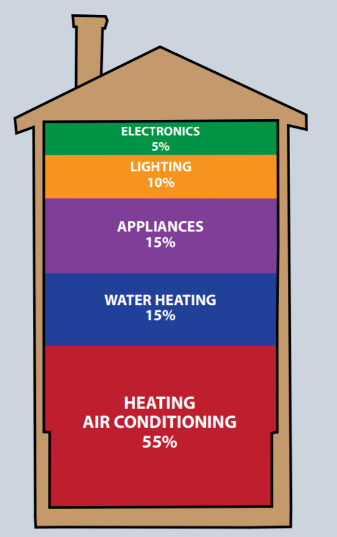 ELECTRONICS
5%
LIGHTING
10%
APPLIANCES
15%
WATER HEATING
15%
HEATING
AIR CONDITIONING
55%